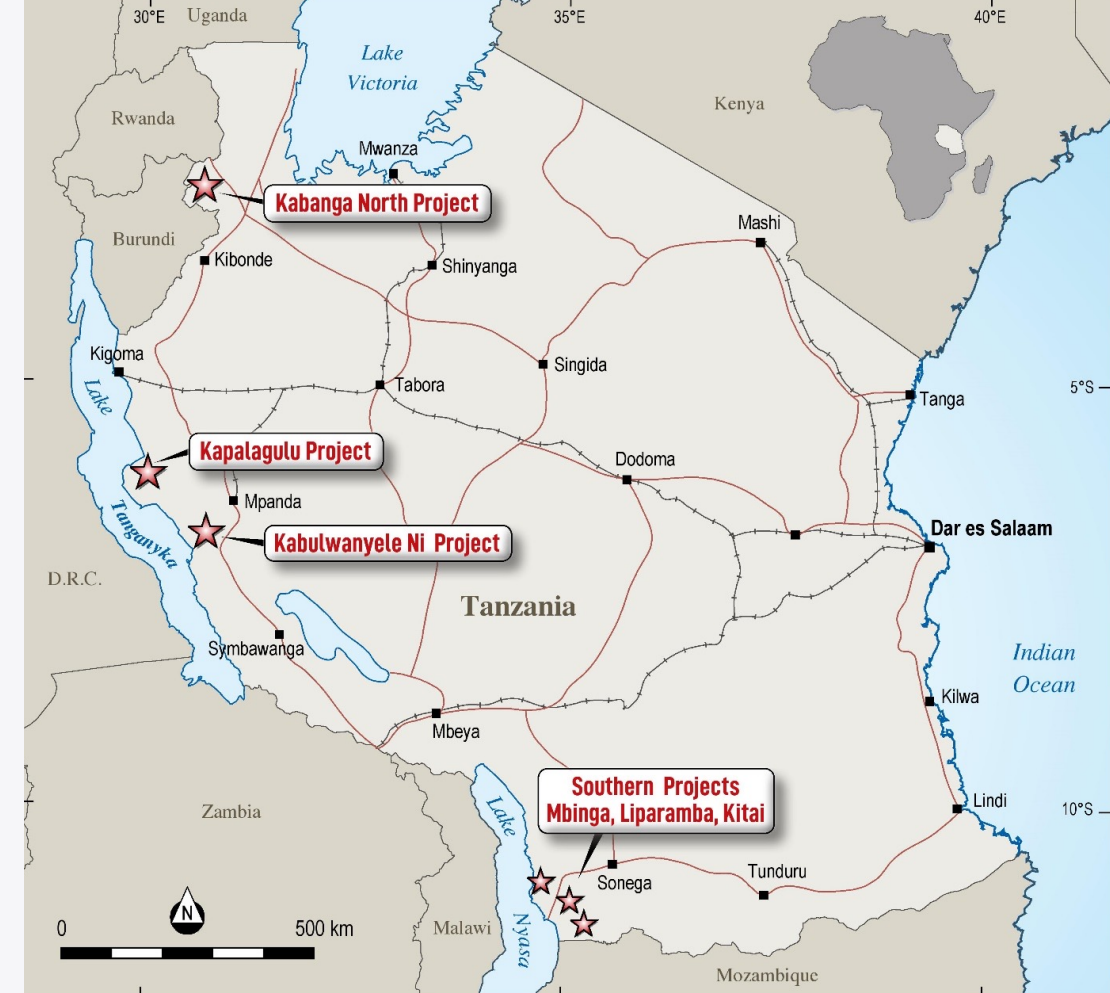 30°E
35°E
40°E
Uganda
Lake
Victoria
Kenya
Rwanda
Mwanza
Kabanga North Project
Mashi
Burundi
Kibonde
Shinyanga
Kigoma
Singida
Tabora
5°S
Lake
Tanganyka
Tanga
Kapalagulu Project
Dodoma
Mpanda
Dar es Salaam
Kabulwanyele Ni Project
D.R.C.
Tanzania
Symbawanga
Indian
Ocean
Kilwa
Mbeya
Southern Projects
Mbinga, Liparamba, Kitai
Zambia
Lake
Nyasa
Lindi
10°S
Sonega
Tunduru
N
0
500 km
Malawi
Mozambique